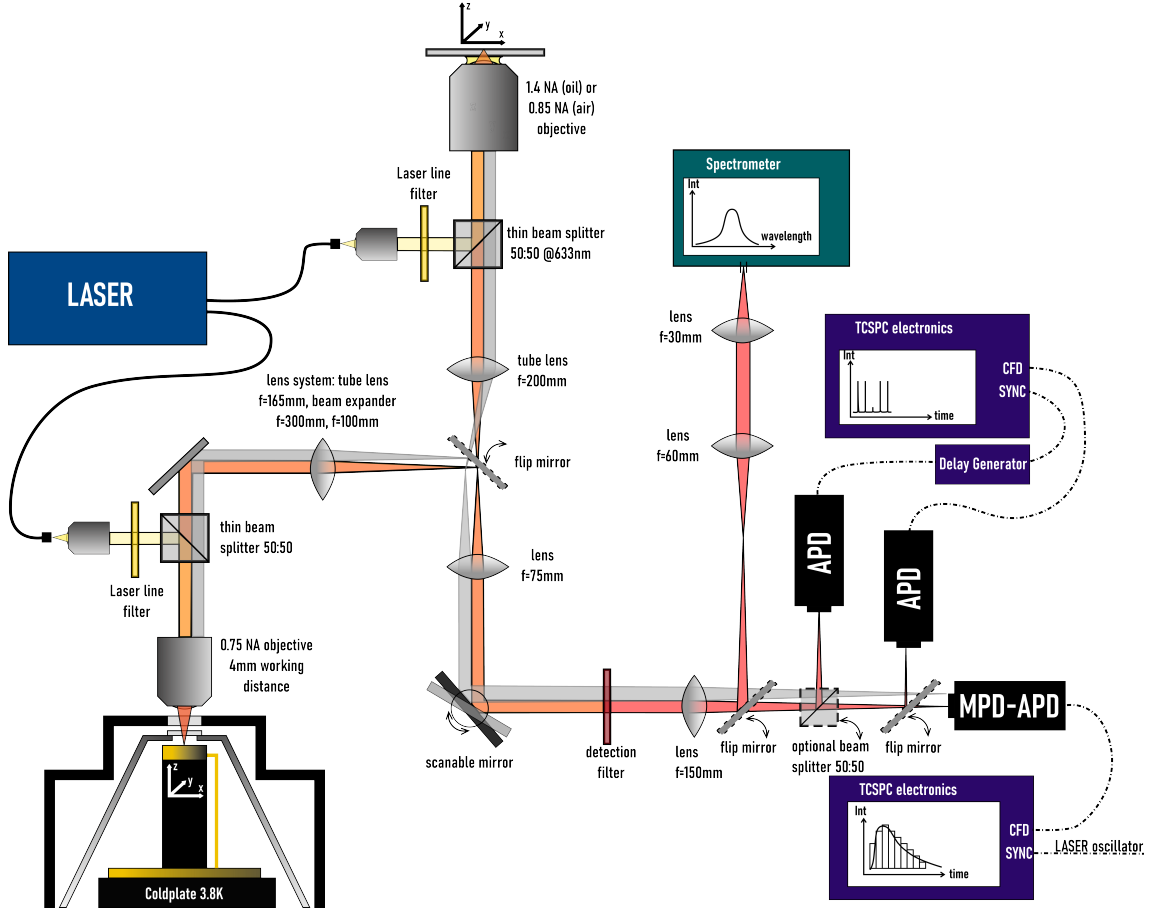 z
y
x
1.4 NA (oil) or
0.85 NA (air)
objective
Laser line
filter
thin beam splitter
50:50 @633nm
LASER
tube lens
f=200mm
lens system: tube lens
f=165mm, beam expander
f=300mm, f=100mm
flip mirror
thin beam
splitter 50:50
Laser line
filter
lens
f=75mm
0.75 NA objective
4mm working
distance
z
y
x
Coldplate 3.8K
scanable mirror
detection
filter
lens
f=150mm
flip mirror
optional beam
splitter 50:50
flip mirror
Spectrometer
Int
wavelength
lens
f=30mm
lens
f=60mm
TCSPC electronics
Int
time
CFD
SYNC
Delay Generator
APD
APD
MPD-APD
TCSPC electronics
Int
time
CFD
SYNC
LASER oscillator